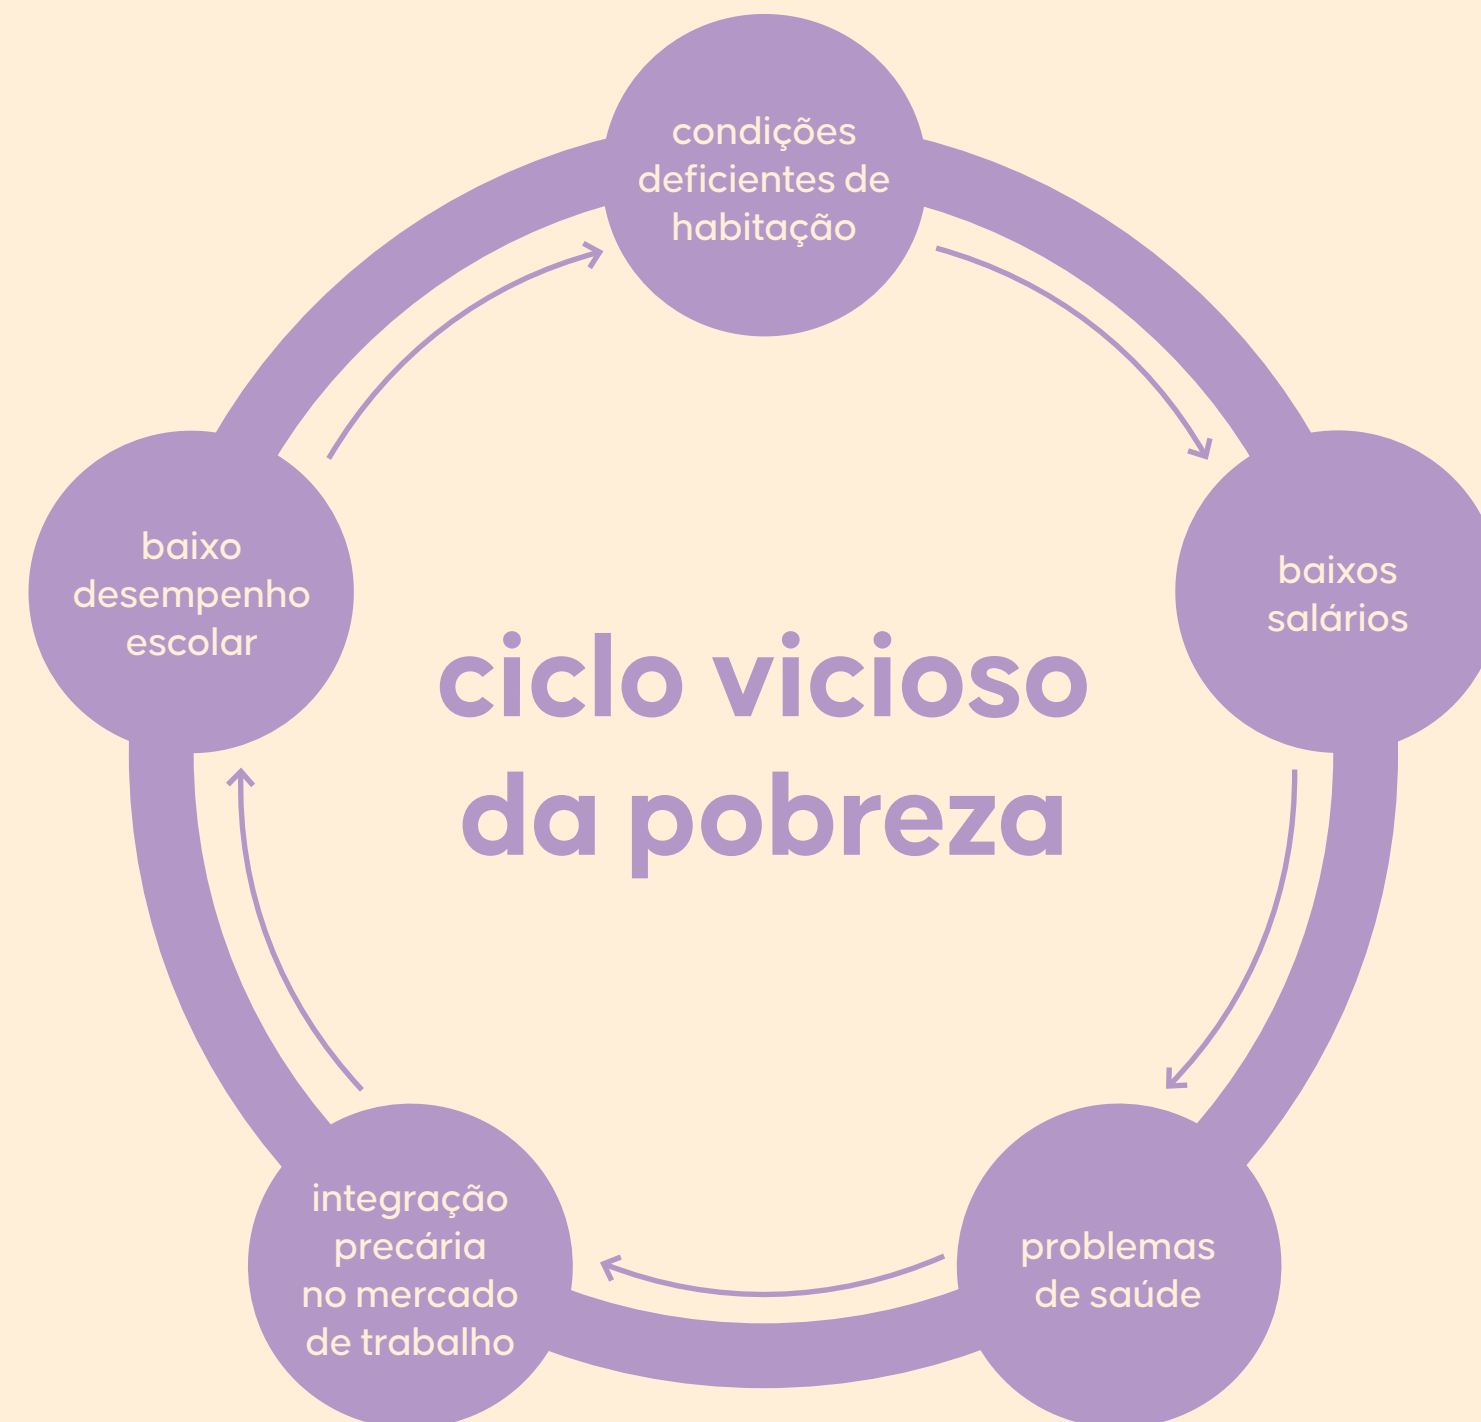 condições
deficientes de
habitação
baixos
salários
problemas
de saúde
integração
precária
no mercado
de trabalho
baixo
desempenho
escolar
ciclo vicioso
da pobreza